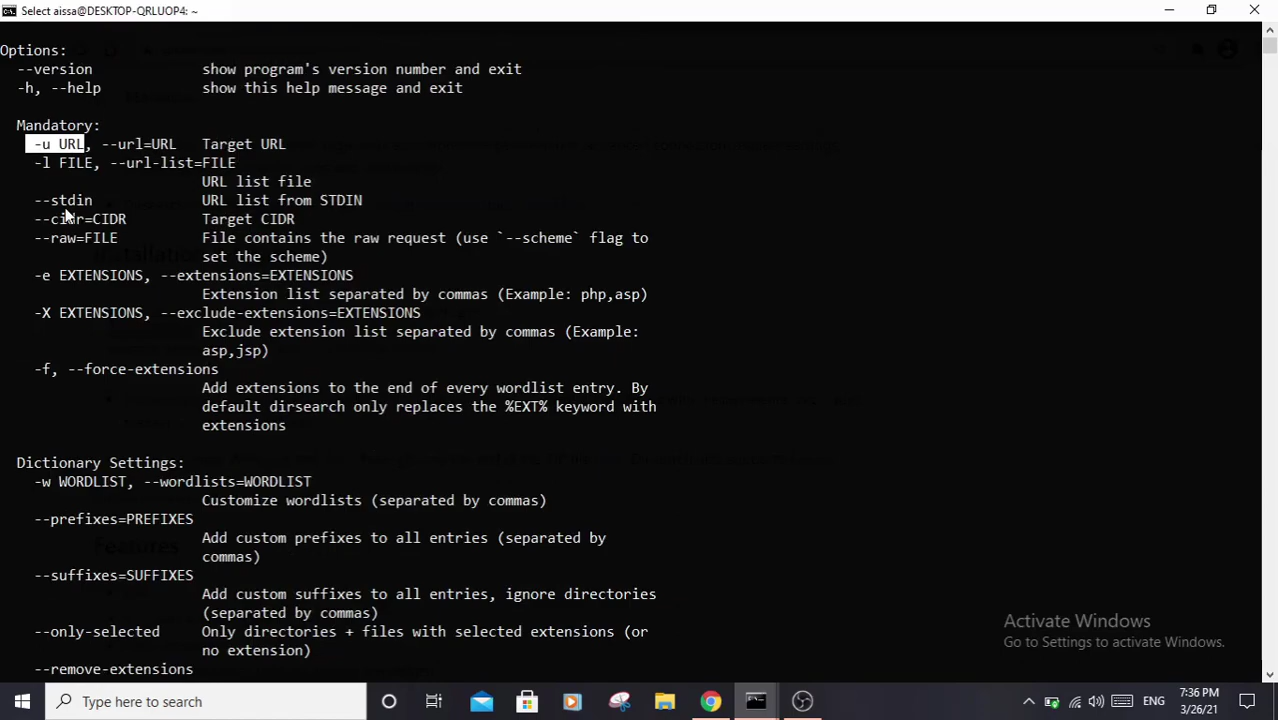 Select aissa@DESKTOP-QRLUOP4: ~
Options:
--version show program's version number and exit
-h, --help show this help message and exit
Mandatory:
-u URL, --url=URL Target URL
-l FILE, --url-list=FILE
URL list file
--stdin URL list from STDIN
--cidr=CIDR Target CIDR
--raw=FILE File contains the raw request (use `--scheme` flag to
set the scheme)
-e EXTENSIONS, --extensions=EXTENSIONS
Extension list separated by commas (Example: php,asp)
-X EXTENSIONS, --exclude-extensions=EXTENSIONS
Exclude extension list separated by commas (Example:
asp,jsp)
-f, --force-extensions
Add extensions to the end of every wordlist entry. By
default dirsearch only replaces the %EXT% keyword with
extensions
Dictionary Settings:
-w WORDLIST, --wordlists=WORDLIST
Customize wordlists (separated by commas)
--prefixes=PREFIXES
Add custom prefixes to all entries (separated by
commas)
--suffixes=SUFFIXES
Add custom suffixes to all entries, ignore directories
(separated by commas)
--only-selected Only directories + files with selected extensions (or
no extension)
--remove-extensions
Installation
Features
Activate Windows
Go to Settings to activate Windows.
Type here to search
ENG
7:36 PM
3/26/21